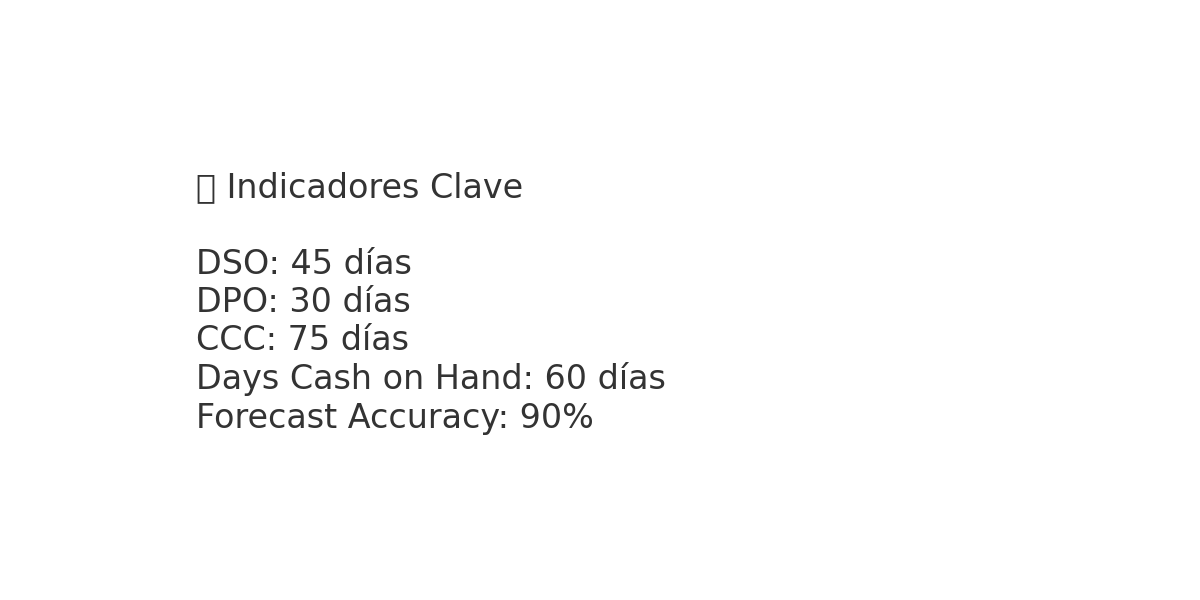 Indicadores Clave
DSO: 45 días
DPO: 30 días
CCC: 75 días
Days Cash on Hand: 60 días
Forecast Accuracy: 90%